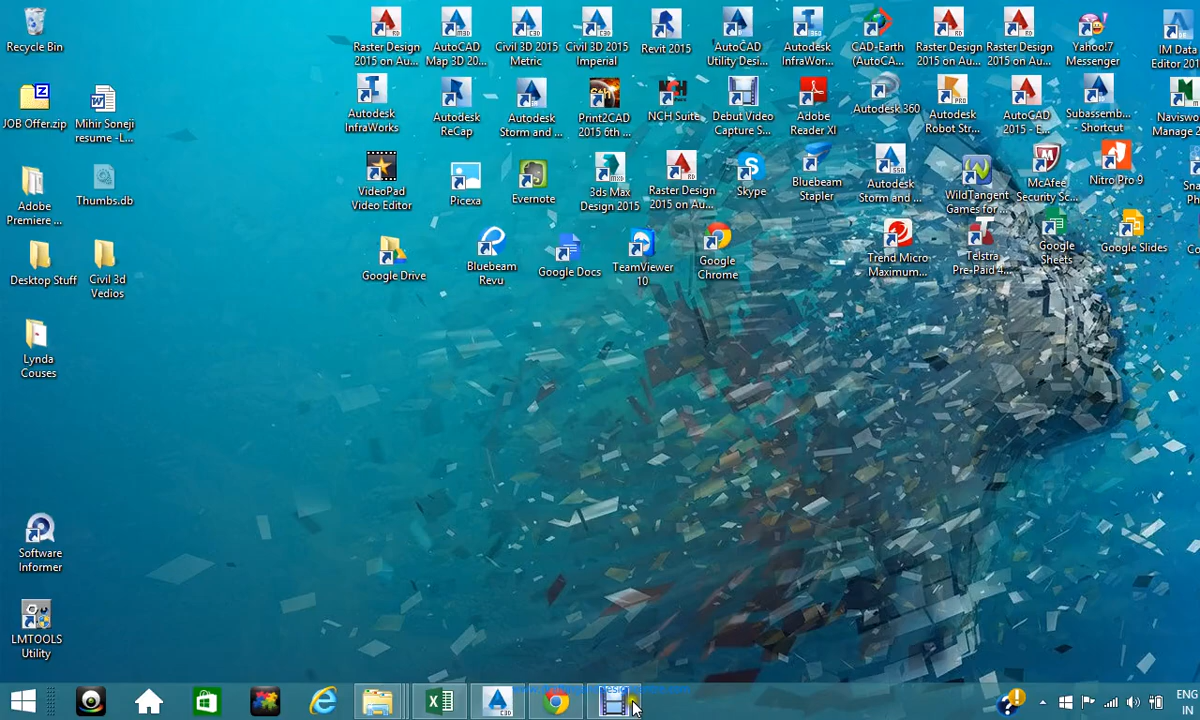 Recycle Bin
Raster Design
2015 on Au...
AutoCAD
Map 3D 20...
Civil 3D 2015
Metric
Civil 3D 2015
Imperial
Revit 2015
AutoCAD
Utility Desi...
Autodesk
InfraWor...
CAD-Earth
(AutoCA...
Raster Design
2015 on Au...
Raster Design
2015 on Au...
Yahoo!7
Messenger
IM Data
Editor 201
JOB Offer.zip
Mihir Soneji
resume -L...
Autodesk
InfraWorks
Autodesk
ReCap
Autodesk
Storm and ...
Print2CAD
2015 6th ...
NCH Suite
Debut Video
Capture S...
Adobe
Reader XI
Autodesk 360
Autodesk
Robot Str...
AutoCAD
2015 - E...
Subassemb...
- Shortcut
Naviswo
Manage 2
Adobe
Premiere ...
Thumbs.db
VideoPad
Video Editor
Picexa
Evernote
3ds Max
Design 2015
Raster Design
2015 on Au...
Skype
Bluebeam
Stapler
Autodesk
Storm and ...
WildTangent
Games for ...
McAfee
Security Sc...
Nitro Pro 9
Sna
Ph
Desktop Stuff
Civil 3d
Vedios
Google Drive
Bluebeam
Revu
Google Docs
TeamViewer
10
Google
Chrome
Trend Micro
Maximum...
Telstra
Pre-Paid 4...
Google
Sheets
Google Slides
Co
Lynda
Couses
Software
Informer
LMTOOLS
Utility
ENG
IN